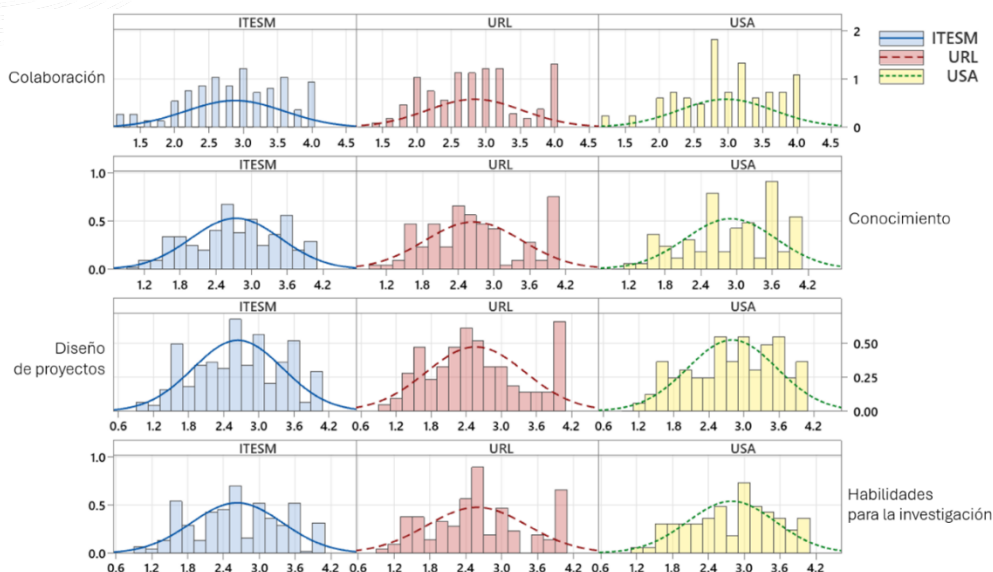 ITESM URL USA
2
1
0
ITESM
URL
USA
Colaboración
1.5 2.0 2.5 3.0 3.5 4.0 4.5 1.5 2.0 2.5 3.0 3.5 4.0 4.5 1.5 2.0 2.5 3.0 3.5 4.0 4.5
ITESM URL USA
1.0
0.5
0.0
Conocimiento
1.2 1.8 2.4 3.0 3.6 4.2 1.2 1.8 2.4 3.0 3.6 4.2 1.2 1.8 2.4 3.0 3.6 4.2
ITESM URL USA
Diseño
de proyectos
0.50
0.25
0.00
0.6 1.2 1.8 2.4 3.0 3.6 4.2 0.6 1.2 1.8 2.4 3.0 3.6 4.2 0.6 1.2 1.8 2.4 3.0 3.6 4.2
ITESM URL USA
1.0
0.5
0.0
Habilidades
para la investigación
0.6 1.2 1.8 2.4 3.0 3.6 4.2 0.6 1.2 1.8 2.4 3.0 3.6 4.2 0.6 1.2 1.8 2.4 3.0 3.6 4.2